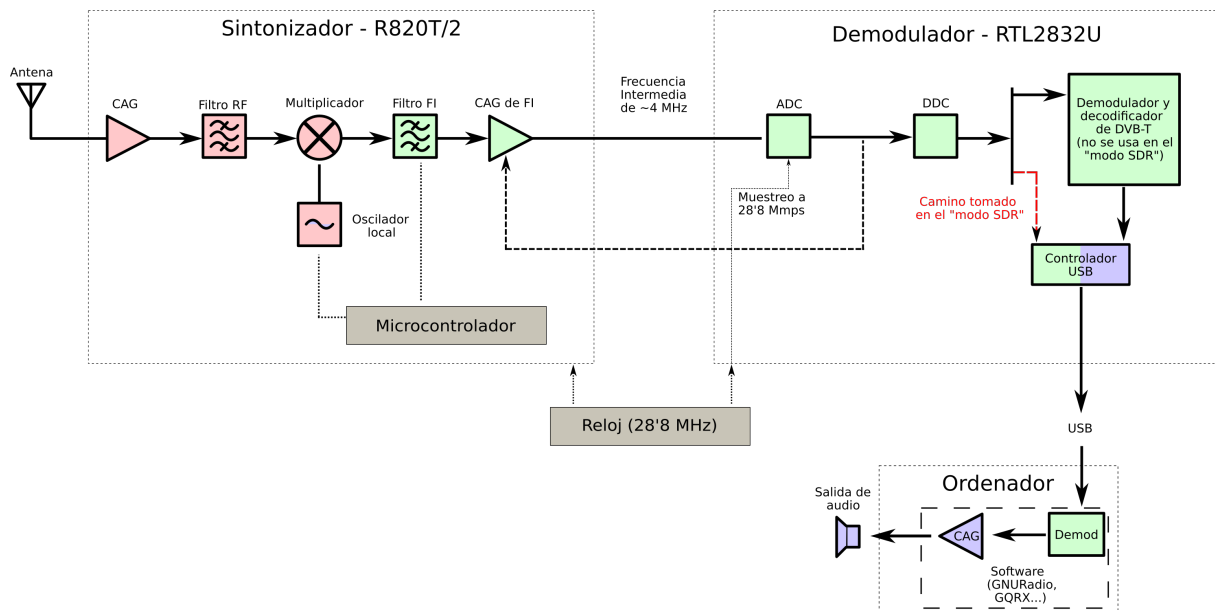 Sintonizador - R820T/2
Demodulador - RTL2832U
Antena
CAG
Filtro RF
Multiplicador
Filtro FI
CAG de FI
Frecuencia
Intermedia
de ~4 MHz
ADC
DDC
Demodulador y
decodificador
de DVB-T
(no se usa en el
"modo SDR")
Oscilador
local
Muestreo a
28'8 Mmps
Camino tomado
en el "modo SDR"
Controlador
USB
Microcontrolador
Reloj (28'8 MHz)
USB
Ordenador
Salida de
audio
CAG
Demod
Software
(GNURadio,
GQRX...)